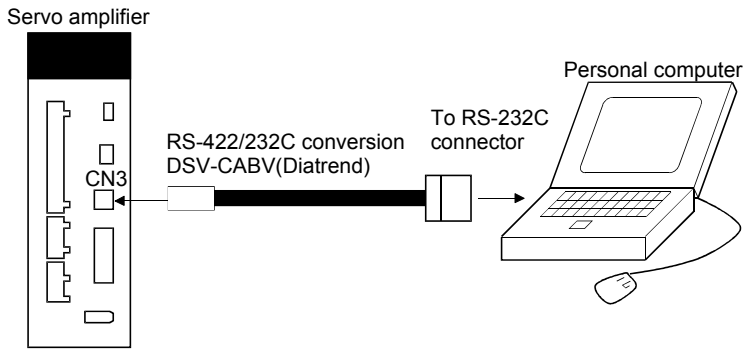 Servo amplifier
Personal computer
To RS-232C
connector
RS-422/232C conversion
DSV-CABV(Diatrend)
CN3